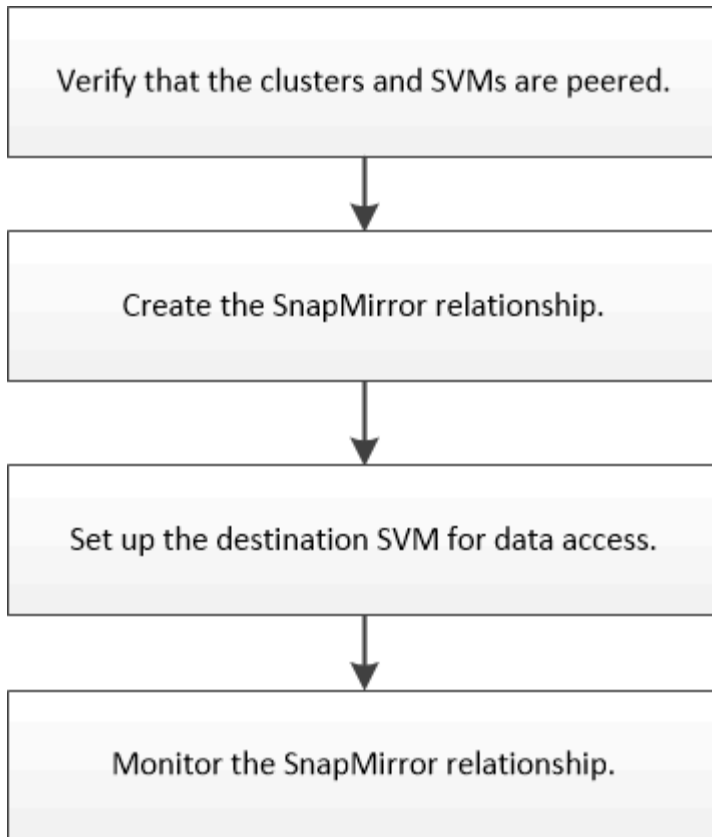 Verify that the clusters and SVMs are peered.
Create the SnapMirror relationship.
Set up the destination SVM for data access.
Monitor the SnapMirror relationship.